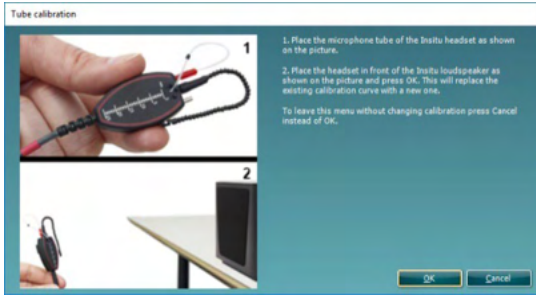 Tube calibration
1
1. Place the microphone tube of the Insitu headset as shown
on the picture.
2. Place the headset in front of the Insitu loudspeaker as
shown on the picture and press OK. This will replace the
existing calibration curve with a new one.
To leave this menu without changing calibration press Cancel
instead of OK.
2
OK
Cancel